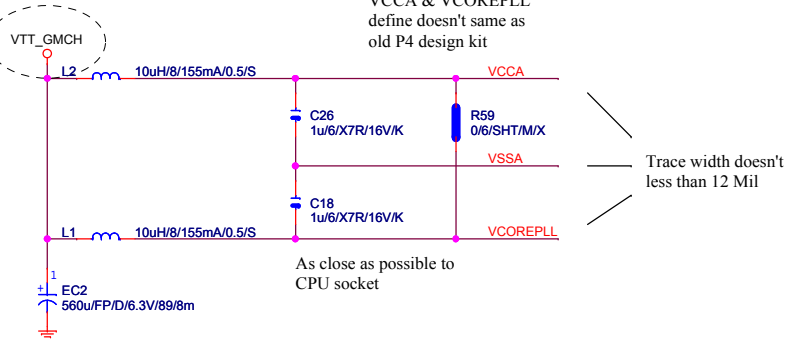 VCCA & VCOREPLL
define doesn't same as
old P4 design kit
VTT_GMCH
L2
10uH/8/155mA/0.5/S
VCCA
C26
1u/6/X7R/16V/K
R59
0/6/SHT/M/X
VSSA
Trace width doesn't
less than 12 Mil
C18
1u/6/X7R/16V/K
L1
10uH/8/155mA/0.5/S
VCOREPLL
As close as possible to
CPU socket
1
+
EC2
560u/FP/D/6.3V/89/8m